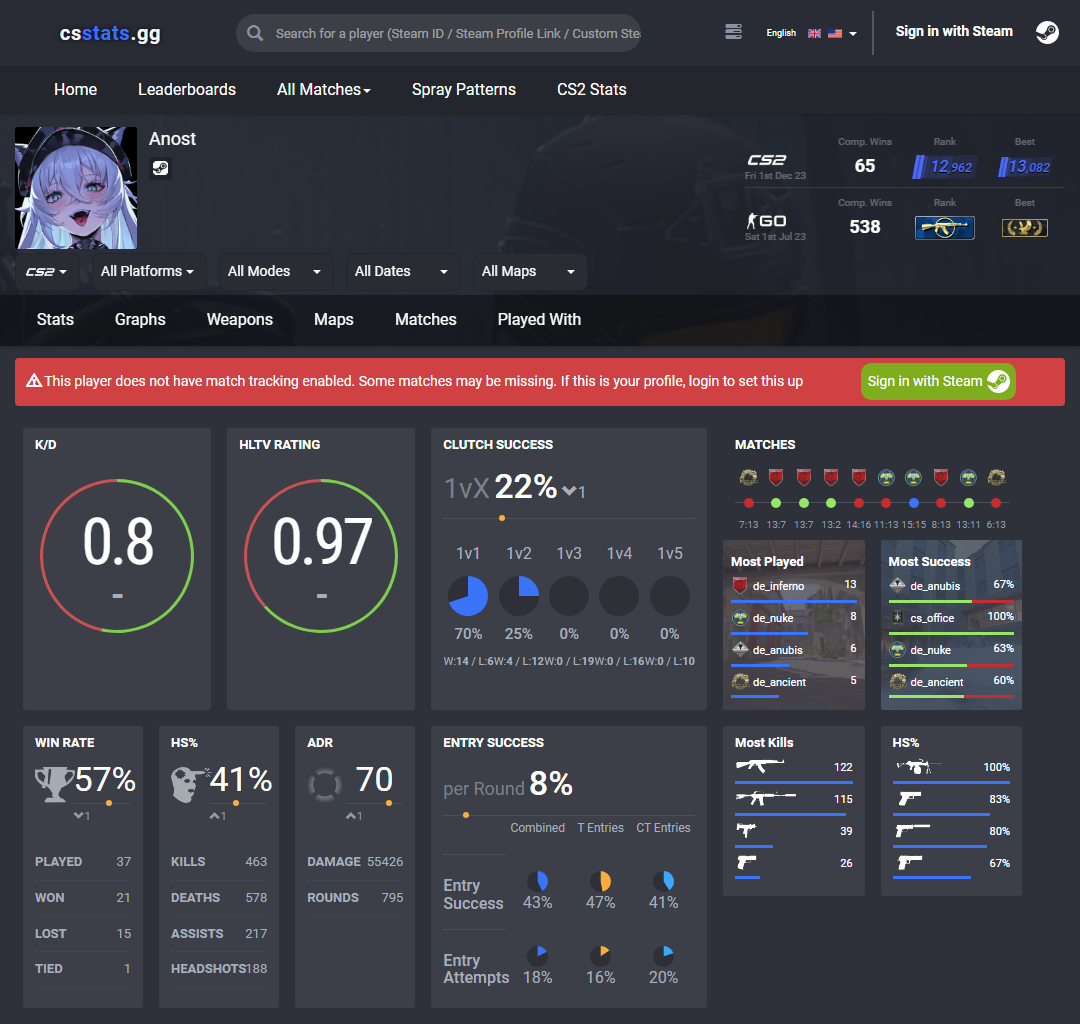 csstats.gg
Search for a player (Steam ID / Steam Profile Link / Custom Ste
English
Sign in with Steam
Home
Leaderboards
All Matches
Spray Patterns
CS2 Stats
Anost
Comp. Wins Rank Best
CS2
65 12,962 13,082
Fri 1st Dec 23
Comp. Wins Rank Best
GO
538
Sat 1st Jul 23
CS2
All Platforms
All Modes
All Dates
All Maps
Stats
Graphs
Weapons
Maps
Matches
Played With
This player does not have match tracking enabled. Some matches may be missing. If this is your profile, login to set this up
Sign in with Steam
K/D
0.8
-
HLTV RATING
0.97
-
CLUTCH SUCCESS
1vX 22% 1
1v1 1v2 1v3 1v4 1v5
70% 25% 0% 0% 0%
W:14 / L:6 W:4 / L:12 W:0 / L:19 W:0 / L:16 W:0 / L:10
MATCHES
7:13 13:7 13:7 13:2 14:16 11:13 15:15 8:13 13:11 6:13
Most Played
de_inferno 13
de_nuke 8
de_anubis 6
de_ancient 5
Most Success
de_anubis 67%
cs_office 100%
de_nuke 63%
de_ancient 60%
WIN RATE
57%
1
PLAYED 37
WON 21
LOST 15
TIED 1
HS%
41%
1
KILLS 463
DEATHS 578
ASSISTS 217
HEADSHOTS 188
ADR
70
1
DAMAGE 55426
ROUNDS 795
ENTRY SUCCESS
per Round 8%
Combined T Entries CT Entries
Entry Success
43% 47% 41%
Entry Attempts
18% 16% 20%
Most Kills
122
115
39
26
HS%
100%
83%
80%
67%